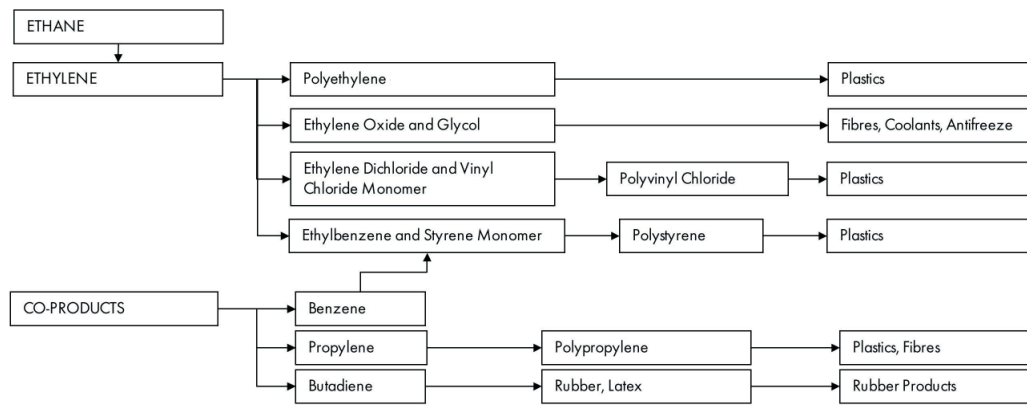 ETHANE
ETHYLENE
Polyethylene
Plastics
Ethylene Oxide and Glycol
Fibres, Coolants, Antifreeze
Ethylene Dichloride and Vinyl
Chloride Monomer
Polyvinyl Chloride
Plastics
Ethylbenzene and Styrene Monomer
Polystyrene
Plastics
CO-PRODUCTS
Benzene
Propylene
Polypropylene
Plastics, Fibres
Butadiene
Rubber, Latex
Rubber Products